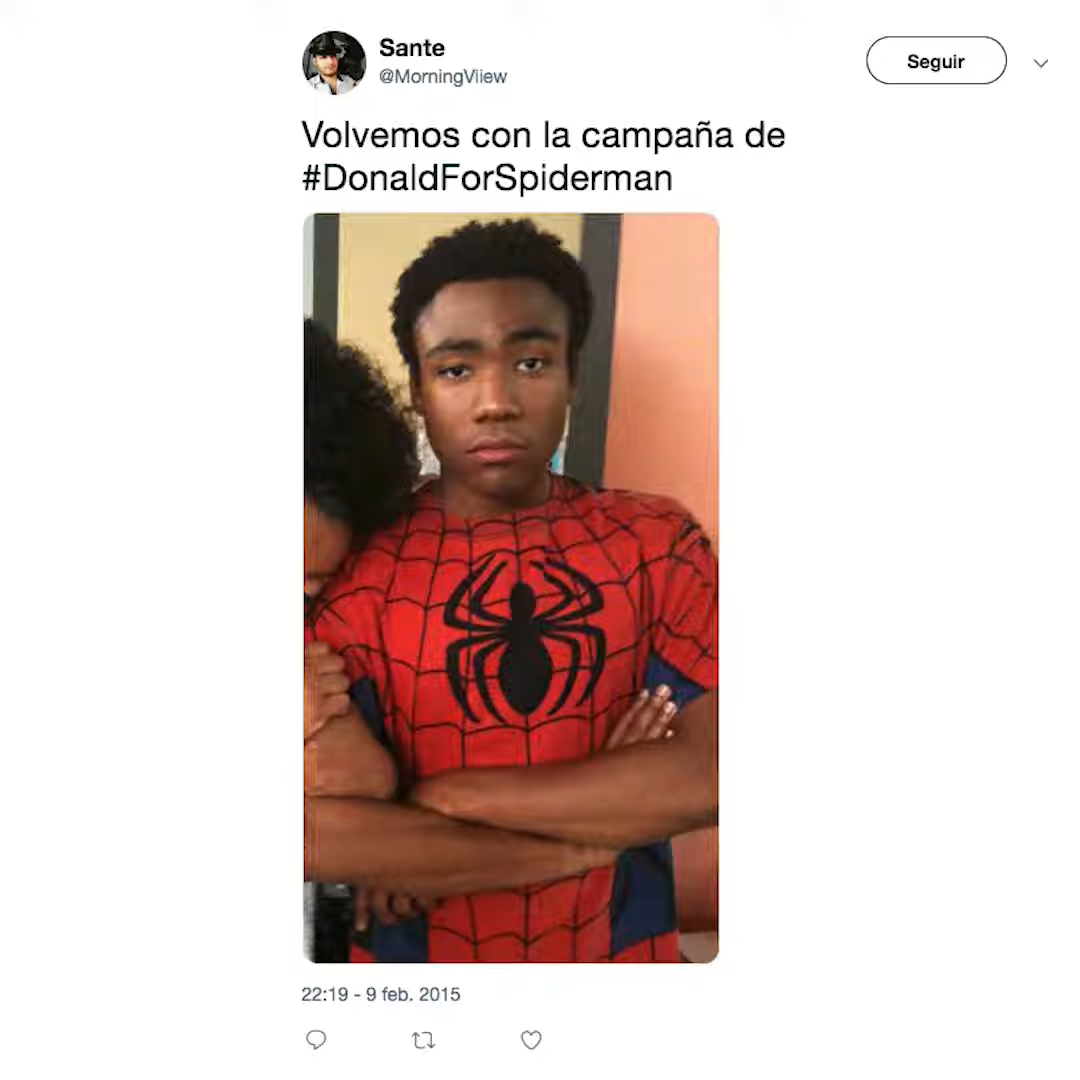 Sante
@MorningViiew
Seguir
Volvemos con la campaña de
#DonaldForSpiderman
22:19 - 9 feb. 2015